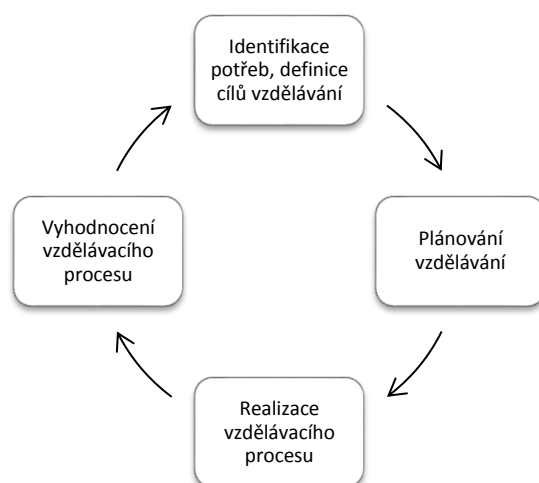 Identifikace
potřeb, definice
cílů vzdělávání
Plánování
vzdělávání
Realizace
vzdělávacího
procesu
Vyhodnocení
vzdělávacího
procesu